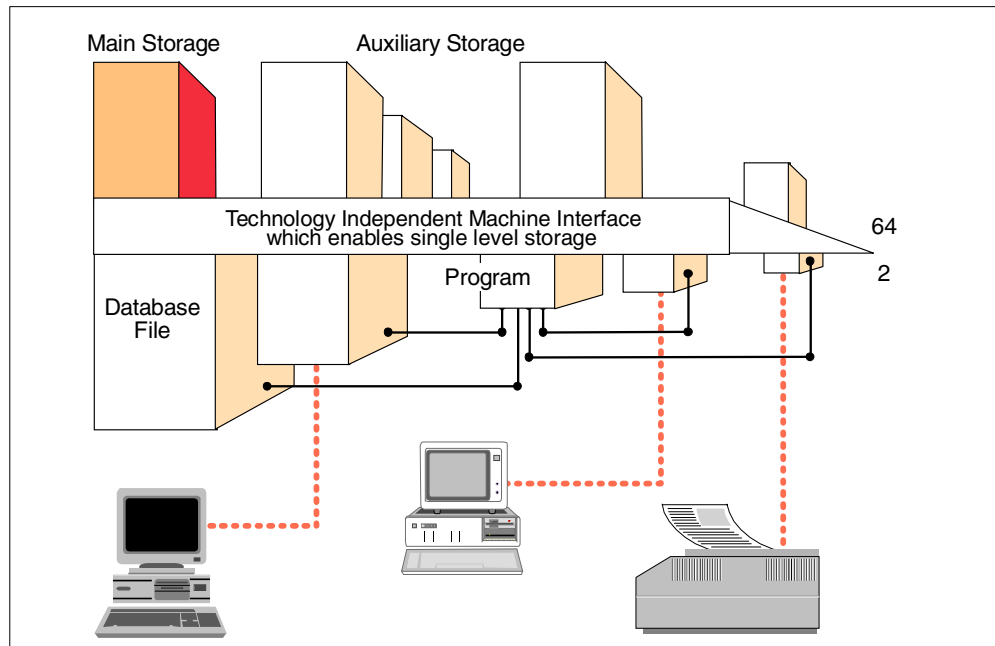 Main Storage
Auxiliary Storage
Technology Independent Machine Interface
which enables single level storage
64
2
Program
Database
File